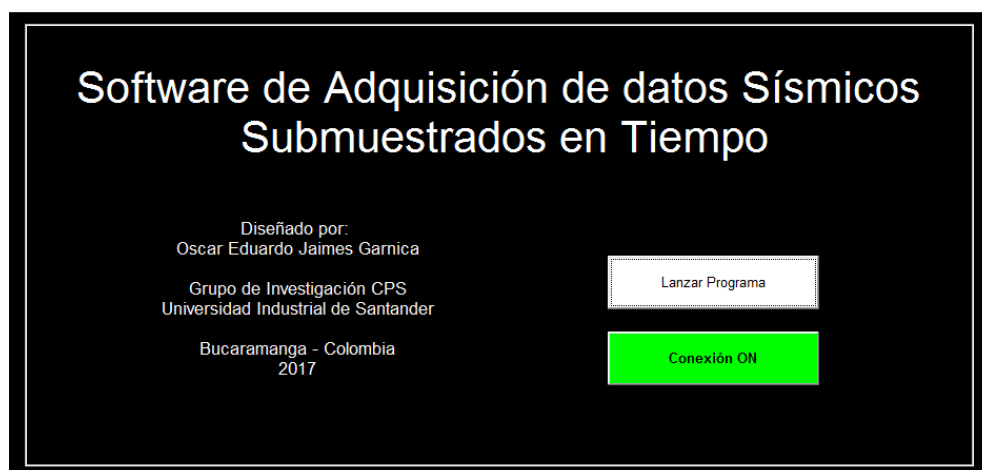 Software de Adquisición de datos Sísmicos
Submuestrados en Tiempo
Diseñado por:
Oscar Eduardo Jaimes Garnica
Grupo de Investigación CPS
Universidad Industrial de Santander
Bucaramanga - Colombia
2017
Lanzar Programa
Conexión ON